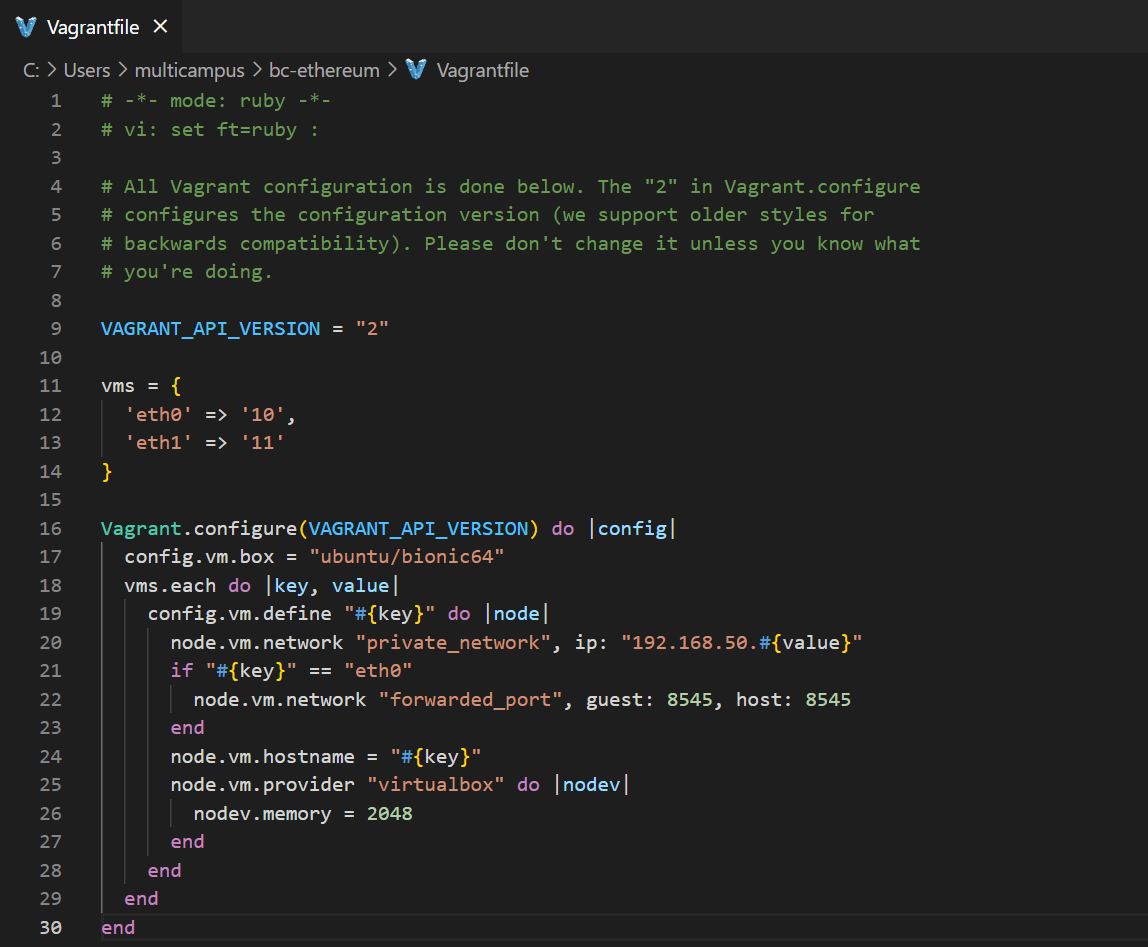 Vagrantfile ×
C: > Users > multicampus > bc-ethereum > Vagrantfile
1 # -*- mode: ruby -*-
2 # vi: set ft=ruby :
3
4 # All Vagrant configuration is done below. The "2" in Vagrant.configure
5 # configures the configuration version (we support older styles for
6 # backwards compatibility). Please don't change it unless you know what
7 # you're doing.
8
9 VAGRANT_API_VERSION = "2"
10
11 vms = {
12   'eth0' => '10',
13   'eth1' => '11'
14 }
15
16 Vagrant.configure(VAGRANT_API_VERSION) do |config|
17   config.vm.box = "ubuntu/bionic64"
18   vms.each do |key, value|
19     config.vm.define "#{key}" do |node|
20       node.vm.network "private_network", ip: "192.168.50.#{value}"
21       if "#{key}" == "eth0"
22         node.vm.network "forwarded_port", guest: 8545, host: 8545
23       end
24       node.vm.hostname = "#{key}"
25       node.vm.provider "virtualbox" do |nodev|
26         nodev.memory = 2048
27       end
28     end
29   end
30 end